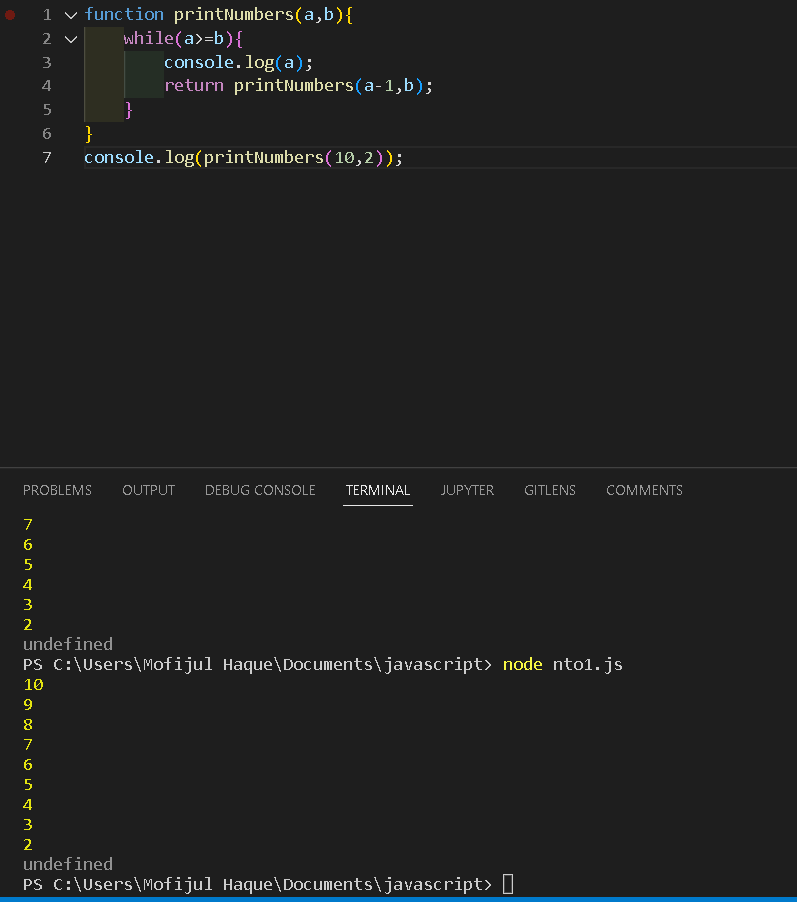 1 function printNumbers(a,b){
2 while(a>=b){
3 console.log(a);
4 return printNumbers(a-1,b);
5 }
6 }
7 console.log(printNumbers(10,2));
PROBLEMS OUTPUT DEBUG CONSOLE TERMINAL JUPYTER GITLENS COMMENTS
7
6
5
4
3
2
undefined
PS C:\Users\Mofijul Haque\Documents\javascript> node nto1.js
10
9
8
7
6
5
4
3
2
undefined
PS C:\Users\Mofijul Haque\Documents\javascript>